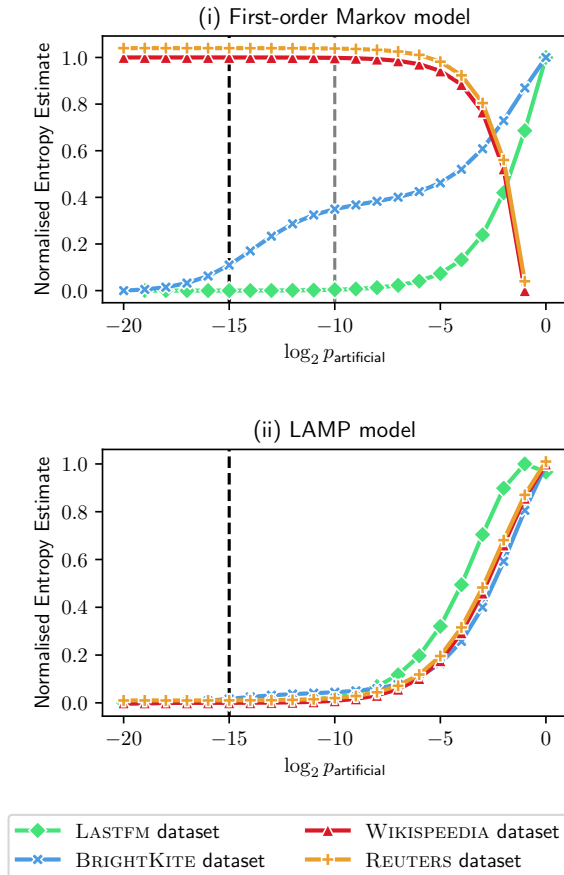 (i) First-order Markov model
Normalised Entropy Estimate
1.0
0.8
0.6
0.4
0.2
0.0
−20 −15 −10 −5 0
log₂ p_artificial
(ii) LAMP model
Normalised Entropy Estimate
1.0
0.8
0.6
0.4
0.2
0.0
−20 −15 −10 −5 0
log₂ p_artificial
LASTFM dataset WIKISPEEDIA dataset
BRIGHTKITE dataset REUTERS dataset